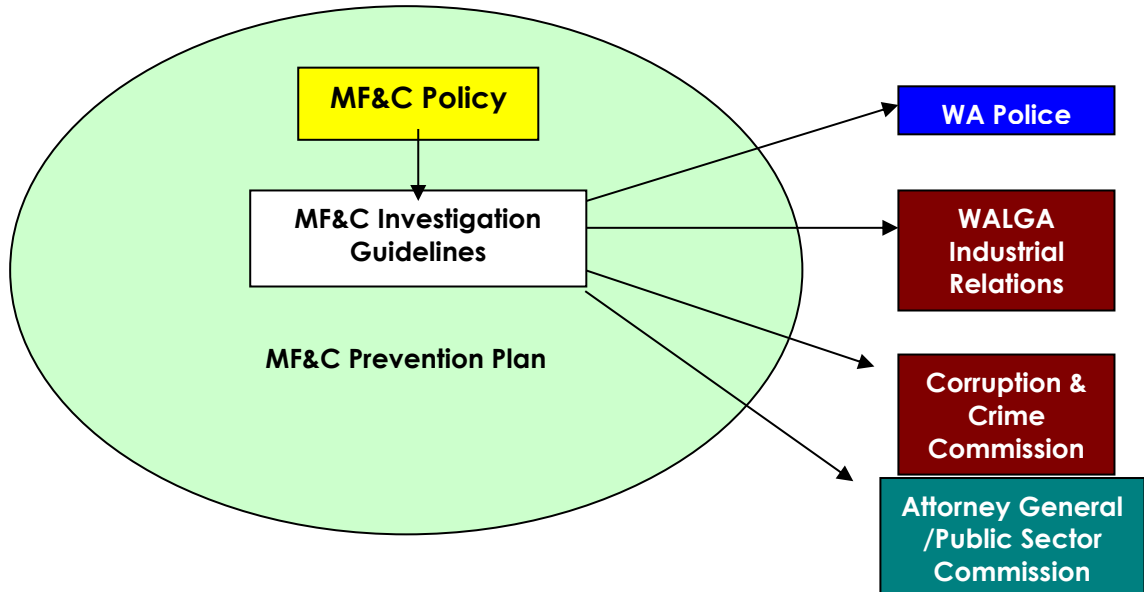 MF&C Policy
MF&C Investigation
Guidelines
MF&C Prevention Plan
WA Police
WALGA
Industrial
Relations
Corruption &
Crime
Commission
Attorney General
/Public Sector
Commission